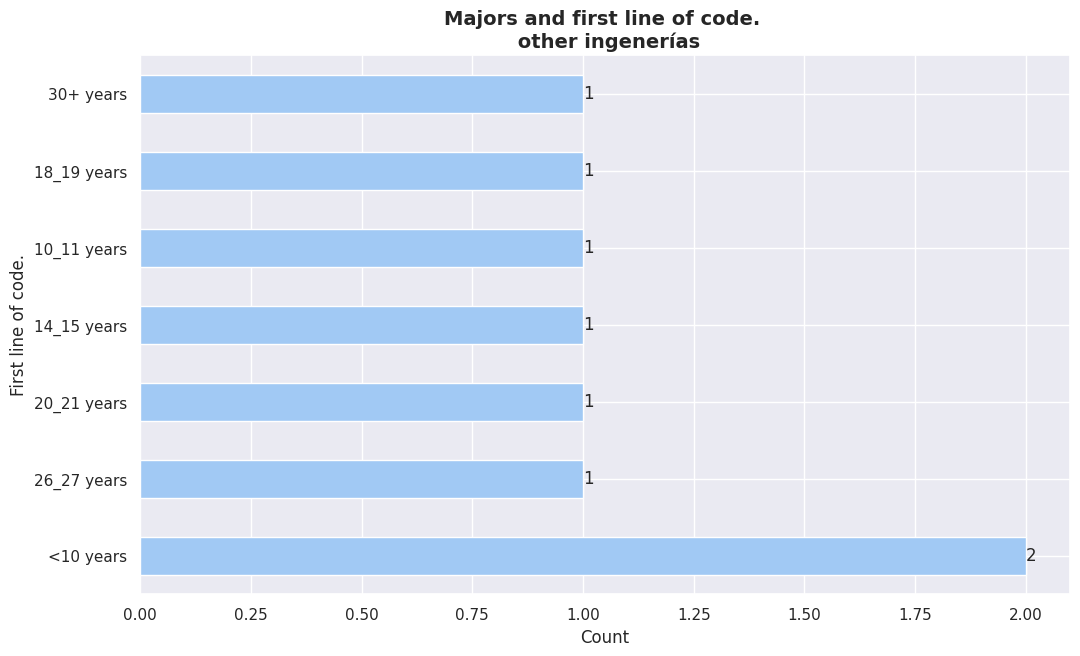 Majors and first line of code.
other ingenerías
First line of code.
30+ years
1
18_19 years
1
10_11 years
1
14_15 years
1
20_21 years
1
26_27 years
1
<10 years
2
0.00 0.25 0.50 0.75 1.00 1.25 1.50 1.75 2.00
Count